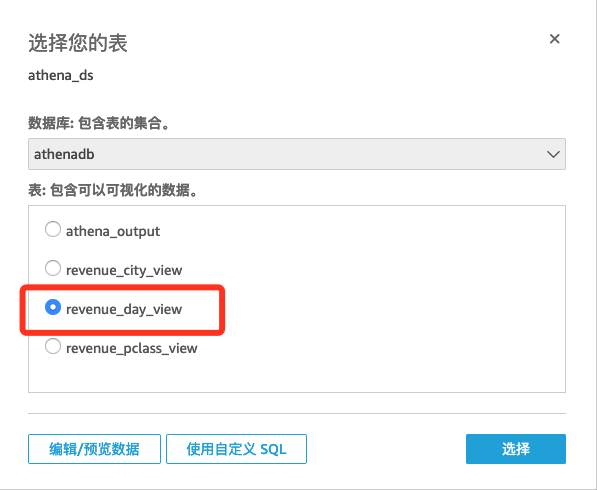 选择您的表
athena_ds
数据库: 包含表的集合。
athenadb
表: 包含可以可视化的数据。
athena_output
revenue_city_view
revenue_day_view
revenue_pclass_view
编辑/预览数据
使用自定义 SQL
选择